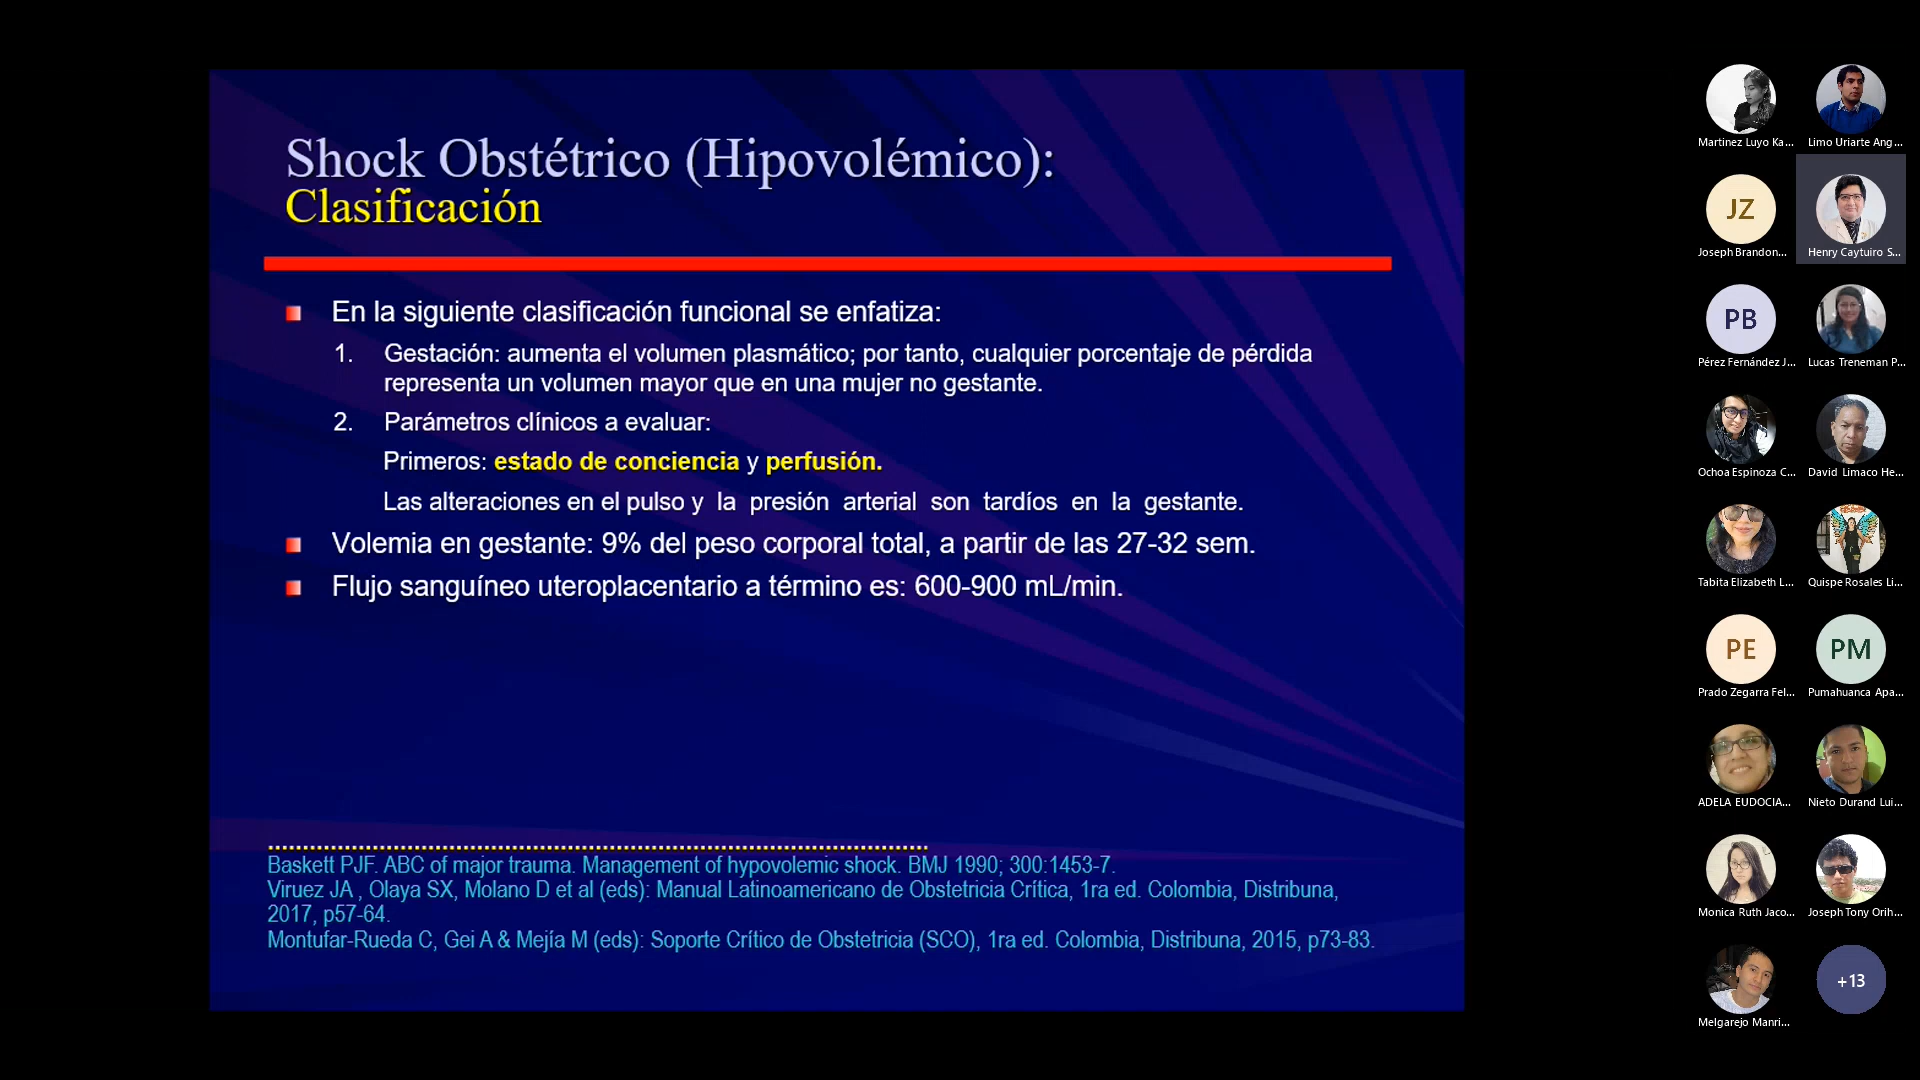 Shock Obstétrico (Hipovolémico):
Clasificación
En la siguiente clasificación funcional se enfatiza:
1. Gestación: aumenta el volumen plasmático; por tanto, cualquier porcentaje de pérdida
representa un volumen mayor que en una mujer no gestante.
2. Parámetros clínicos a evaluar:
Primeros: estado de conciencia y perfusión.
Las alteraciones en el pulso y la presión arterial son tardíos en la gestante.
Volemia en gestante: 9% del peso corporal total, a partir de las 27-32 sem.
Flujo sanguíneo uteroplacentario a término es: 600-900 mL/min.
Baskett PJF. ABC of major trauma. Management of hypovolemic shock. BMJ 1990; 300:1453-7.
Viruez JA , Olaya SX, Molano D et al (eds): Manual Latinoamericano de Obstetricia Crítica, 1ra ed. Colombia, Distribuna,
2017, p57-64.
Montufar-Rueda C, Gei A & Mejía M (eds): Soporte Crítico de Obstetricia (SCO), 1ra ed. Colombia, Distribuna, 2015, p73-83.
Martinez Luyo Ka...
Limo Uriarte Ang...
JZ
Joseph Brandon...
Henry Caytuiro S...
PB
Pérez Fernández J...
Lucas Treneman P...
Ochoa Espinoza C...
David Limaco He...
Tabita Elizabeth L...
Quispe Rosales Li...
PE
Prado Zegarra Fel...
PM
Pumahuanca Apa...
ADELA EUDOCIA...
Nieto Durand Lui...
Monica Ruth Jaco...
Joseph Tony Orih...
Melgarejo Manri...
+13